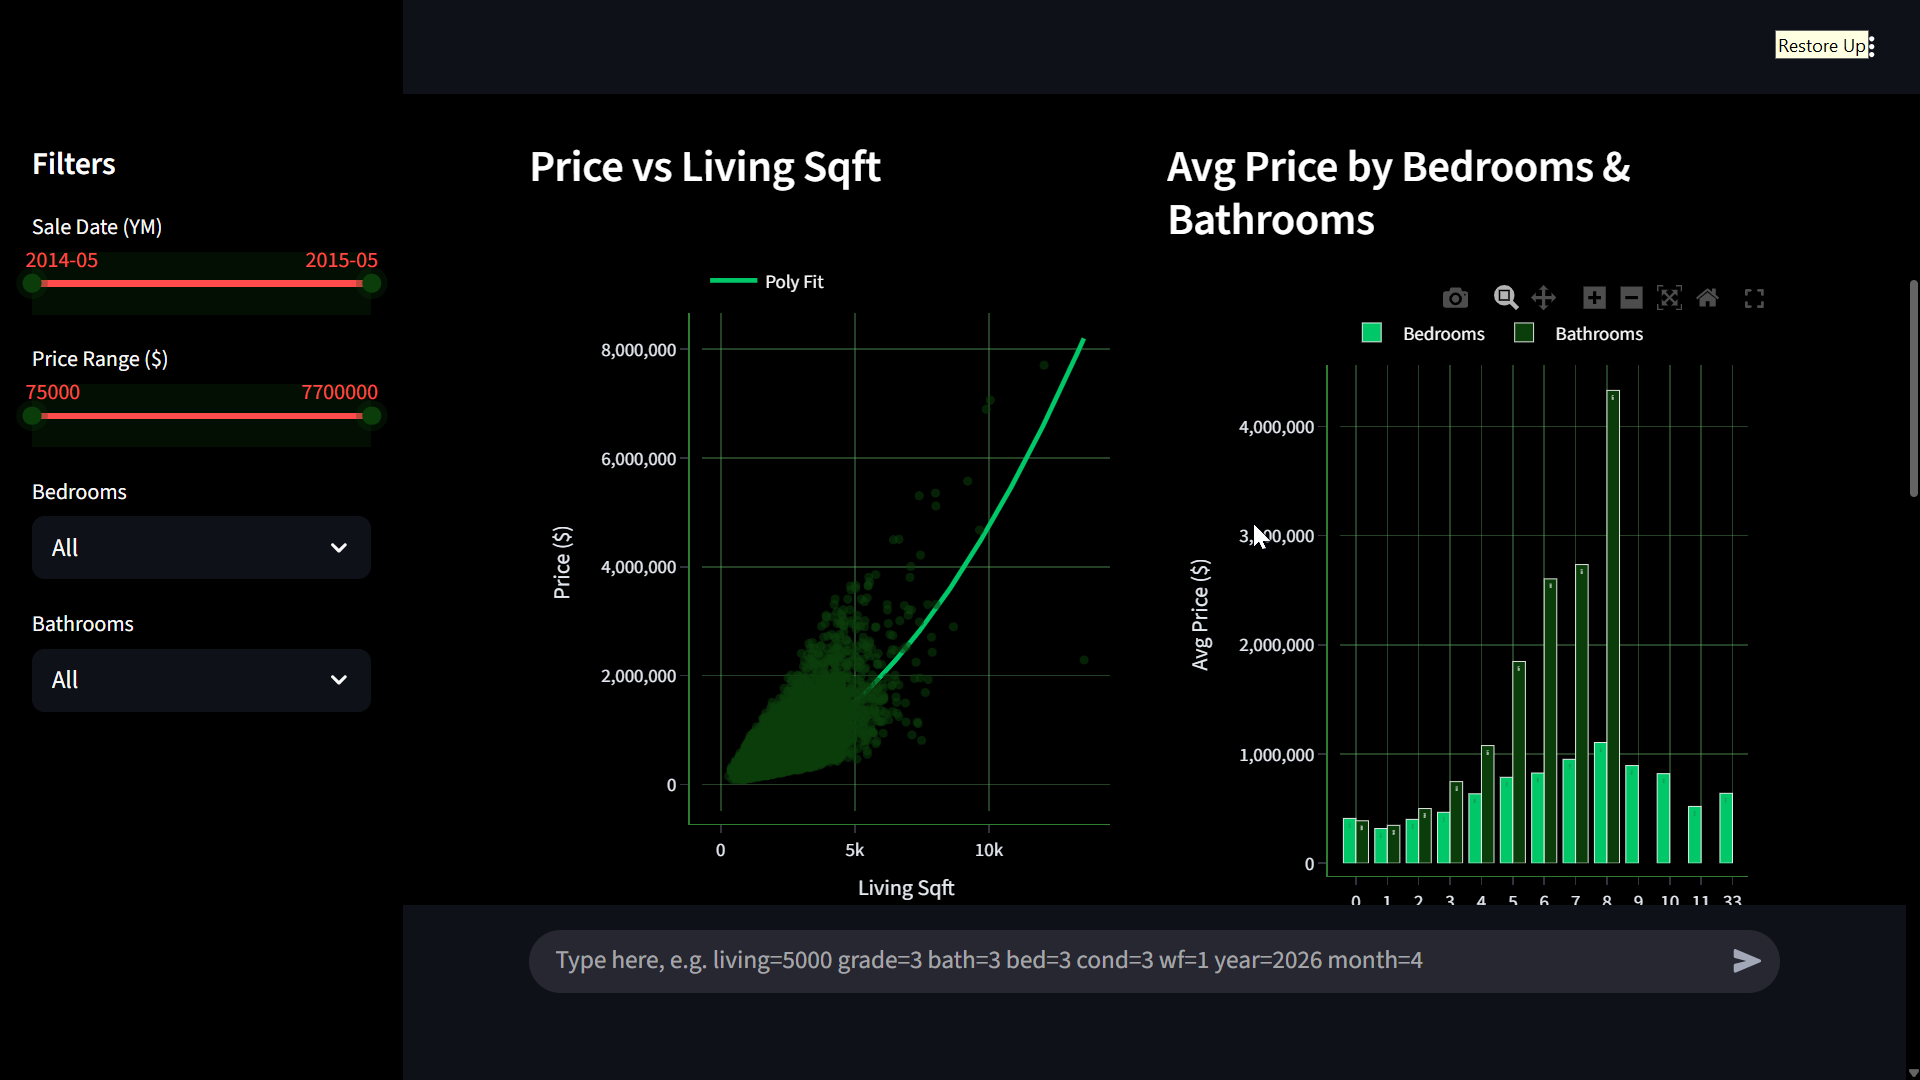 Restore Up
Filters
Sale Date (YM)
2014-05 2015-05
Price Range ($)
75000 7700000
Bedrooms
All
Bathrooms
All
Price vs Living Sqft
Poly Fit
8,000,000
6,000,000
4,000,000
2,000,000
0
Price ($)
0 5k 10k
Living Sqft
Avg Price by Bedrooms &
Bathrooms
Bedrooms Bathrooms
4,000,000
3,000,000
2,000,000
1,000,000
0
Avg Price ($)
0 1 2 3 4 5 6 7 8 9 10 11 33
Type here, e.g. living=5000 grade=3 bath=3 bed=3 cond=3 wf=1 year=2026 month=4